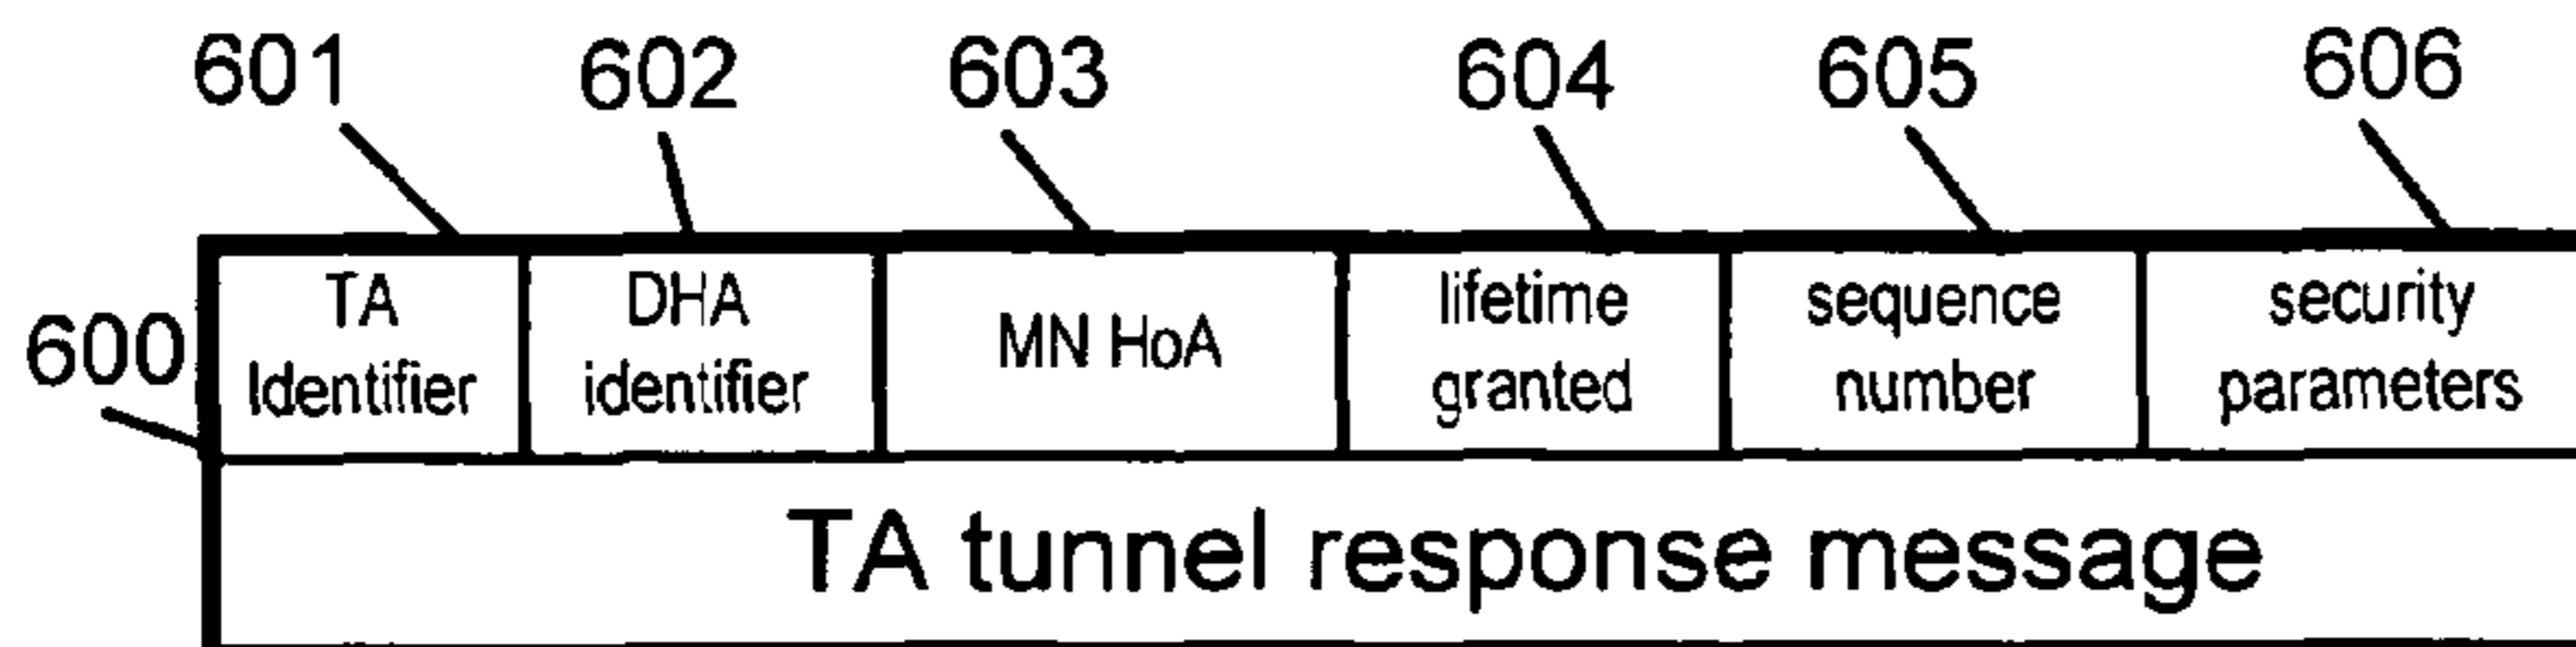 601 602 603 604 605 606
600
TA Identifier
DHA identifier
MN HoA
lifetime granted
sequence number
security parameters
TA tunnel response message